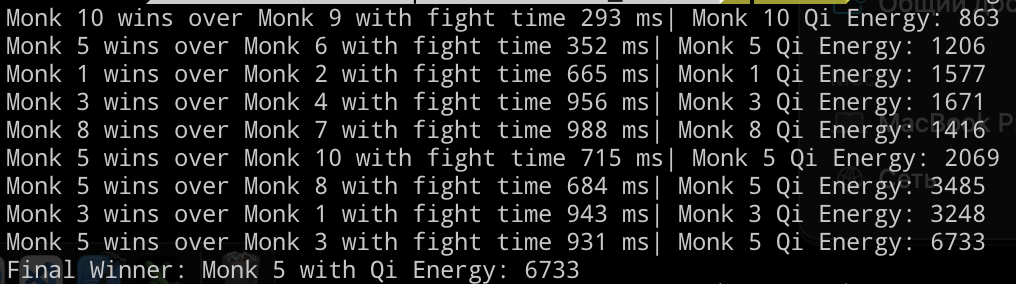 Общий дос
Monk 10 wins over Monk 9 with fight time 293 ms| Monk 10 Qi Energy: 863
Monk 5 wins over Monk 6 with fight time 352 ms| Monk 5 Qi Energy: 1206
Monk 1 wins over Monk 2 with fight time 665 ms| Monk 1 Qi Energy: 1577
Monk 3 wins over Monk 4 with fight time 956 ms| Monk 3 Qi Energy: 1671
Monk 8 wins over Monk 7 with fight time 988 ms| Monk 8 Qi Energy: 1416
MacBook P
Monk 5 wins over Monk 10 with fight time 715 ms| Monk 5 Qi Energy: 2069
Monk 5 wins over Monk 8 with fight time 684 ms| Monk 5 Qi Energy: 3485
Сеть
Monk 3 wins over Monk 1 with fight time 943 ms| Monk 3 Qi Energy: 3248
Monk 5 wins over Monk 3 with fight time 931 ms| Monk 5 Qi Energy: 6733
Final Winner: Monk 5 with Qi Energy: 6733